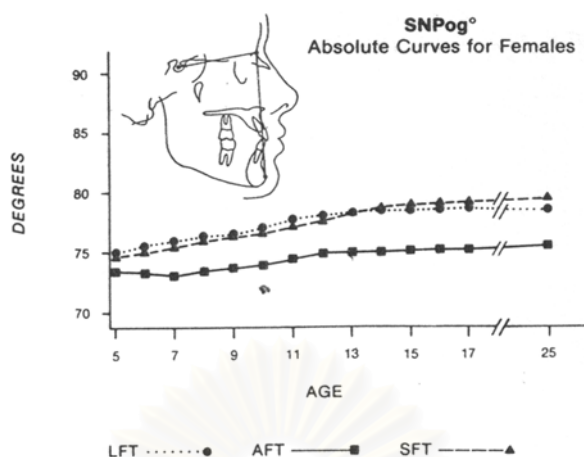 SNPog°
Absolute Curves for Females
DEGREES
90
85
80
75
70
5 7 9 11 13 15 17 25
AGE
LFT AFT SFT